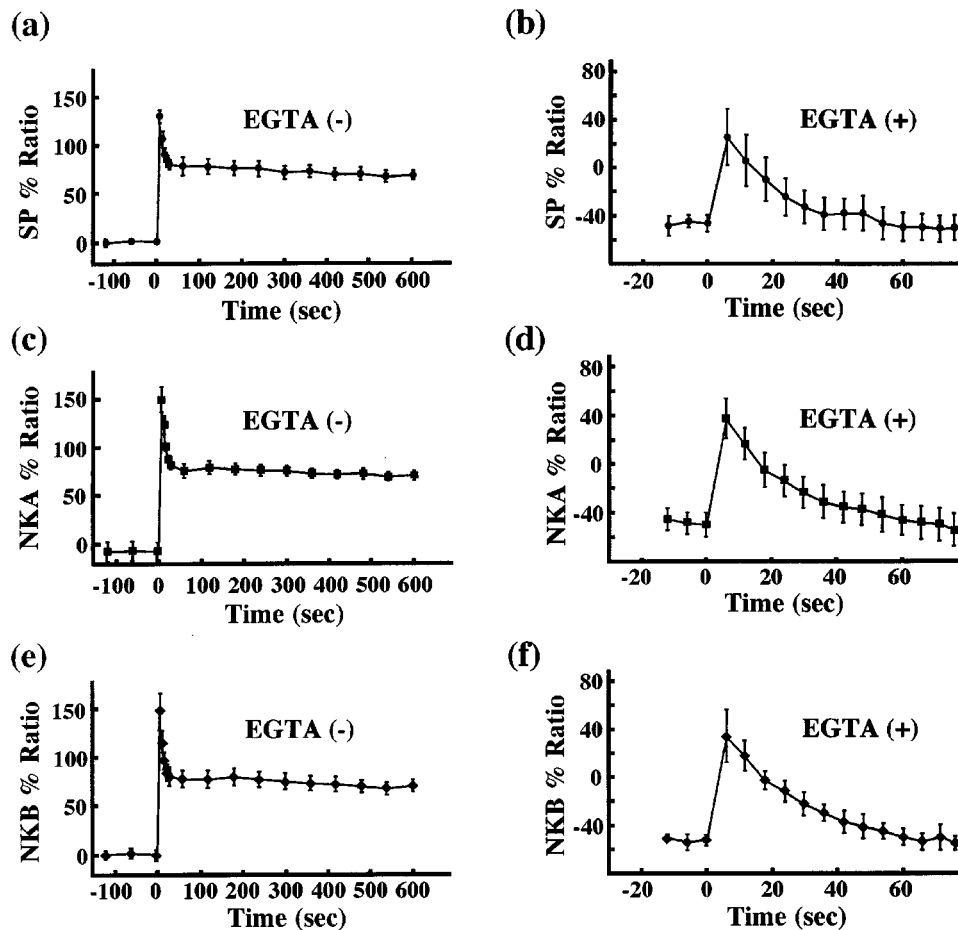 (a)
SP % Ratio
150
100
50
0
EGTA (-)
-100 0 100 200 300 400 500 600
Time (sec)
(b)
SP % Ratio
80
40
0
-40
EGTA (+)
-20 0 20 40 60
Time (sec)
(c)
NKA % Ratio
150
100
50
0
EGTA (-)
-100 0 100 200 300 400 500 600
Time (sec)
(d)
NKA % Ratio
80
40
0
-40
EGTA (+)
-20 0 20 40 60
Time (sec)
(e)
NKB % Ratio
150
100
50
0
EGTA (-)
-100 0 100 200 300 400 500 600
Time (sec)
(f)
NKB % Ratio
80
40
0
-40
EGTA (+)
-20 0 20 40 60
Time (sec)